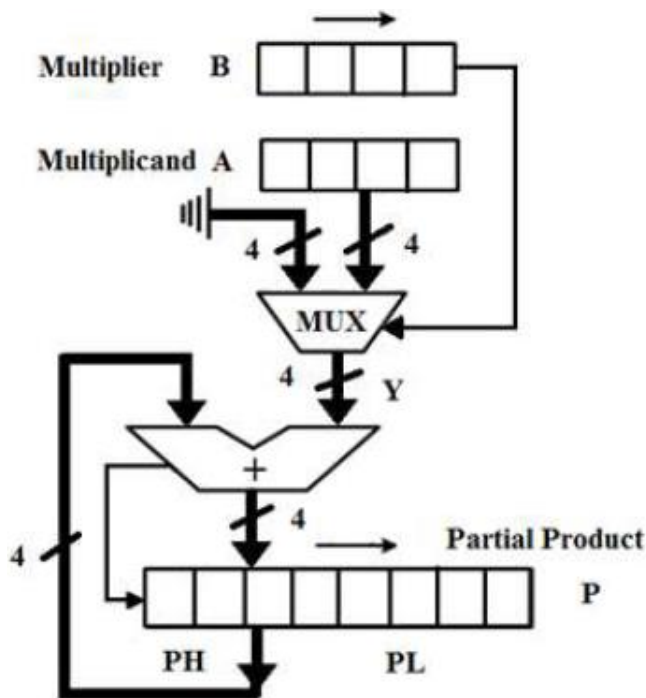 Multiplier B
Multiplicand A
4 4
MUX
4 Y
+
4
4
Partial Product
P
PH PL